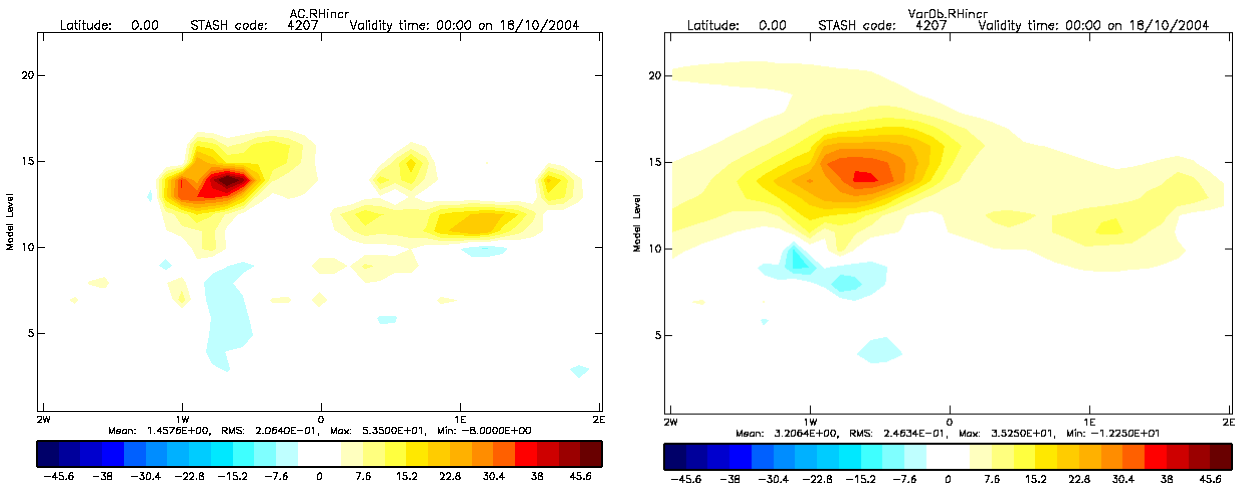 AC.RHincr
Latitude: 0.00 STASH code: 4207 Validity time: 00:00 on 18/10/2004
20
15
10
5
Model Level
2W 1W 0 1E 2E
Mean: 1.4576E+00, RMS: 2.0640E-01, Max: 5.3500E+01, Min: -8.0000E+00
-45.6 -38 -30.4 -22.8 -15.2 -7.6 0 7.6 15.2 22.8 30.4 38 45.6
VarOb.RHincr
Latitude: 0.00 STASH code: 4207 Validity time: 00:00 on 18/10/2004
20
15
10
5
Model Level
2W 1W 0 1E 2E
Mean: 3.2064E+00, RMS: 2.4634E-01, Max: 3.5250E+01, Min: -1.2250E+01
-45.6 -38 -30.4 -22.8 -15.2 -7.6 0 7.6 15.2 22.8 30.4 38 45.6